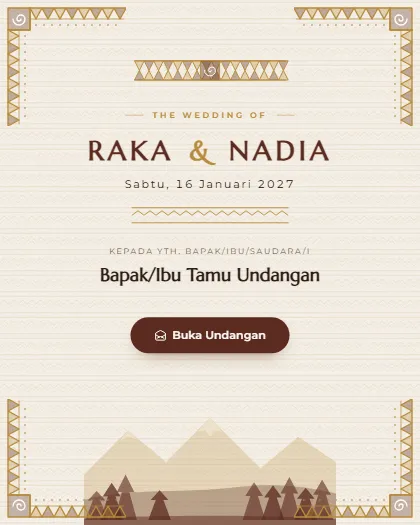 THE WEDDING OF
RAKA & NADIA
Sabtu, 16 Januari 2027
KEPADA YTH. BAPAK/IBU/SAUDARA/I
Bapak/Ibu Tamu Undangan
Buka Undangan